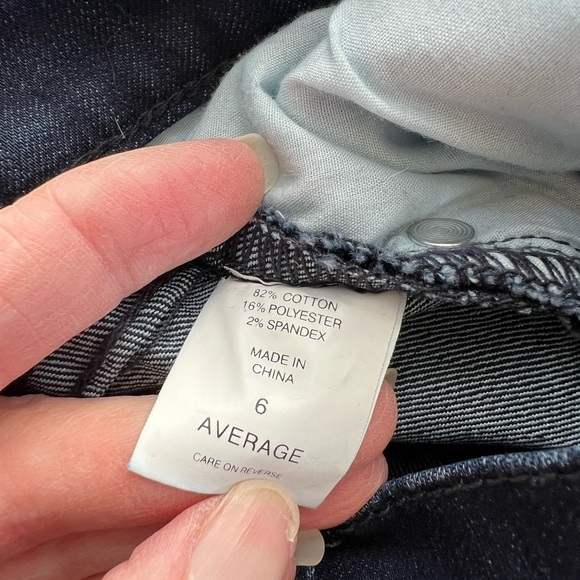 82% COTTON
16% POLYESTER
2% SPANDEX
MADE IN
CHINA
6
AVERAGE
CARE ON REVERSE